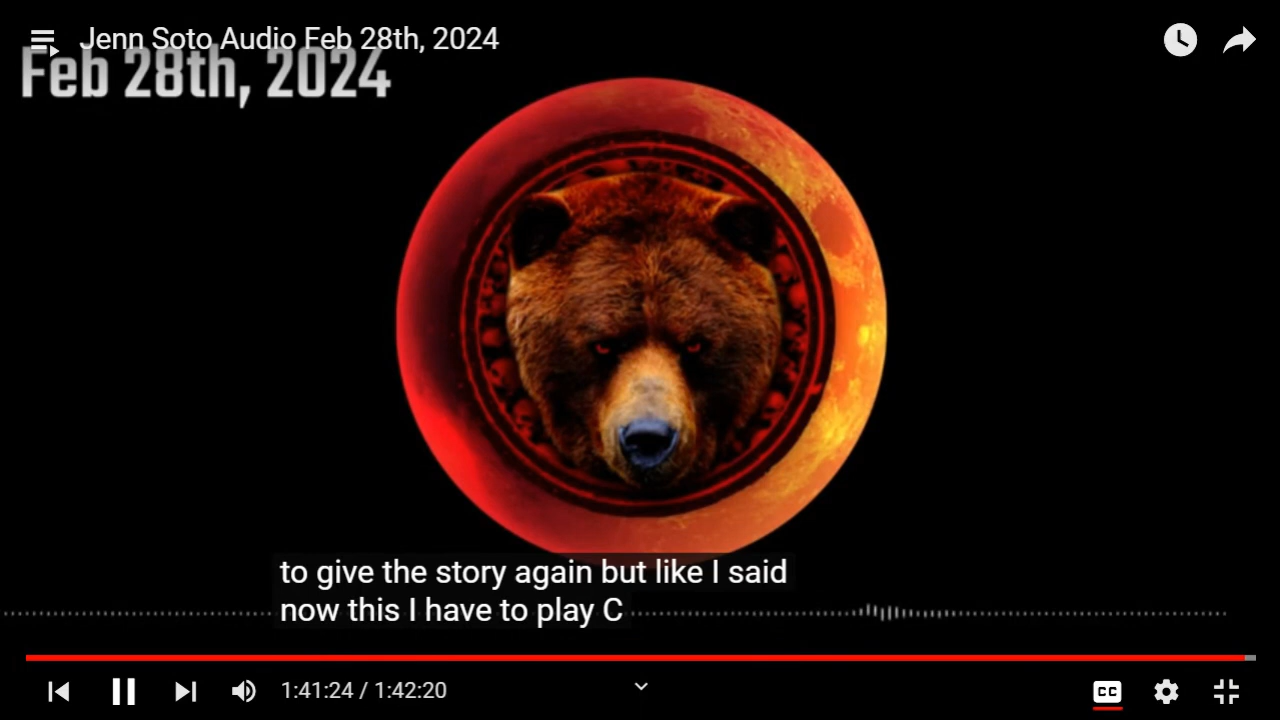 Jenn Soto Audio Feb 28th, 2024
Feb 28th, 2024
to give the story again but like I said
now this I have to play C
1:41:24 / 1:42:20
CC